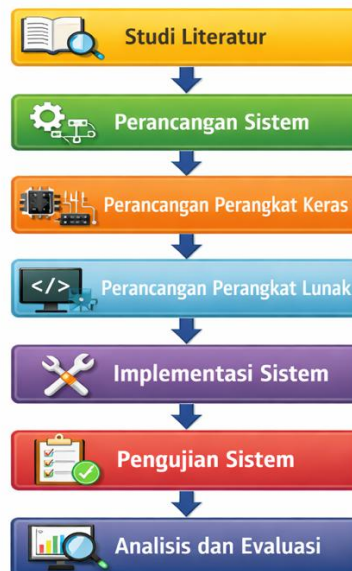 Studi Literatur
Perancangan Sistem
Perancangan Perangkat Keras
</>
Perancangan Perangkat Lunak
Implementasi Sistem
Pengujian Sistem
Analisis dan Evaluasi